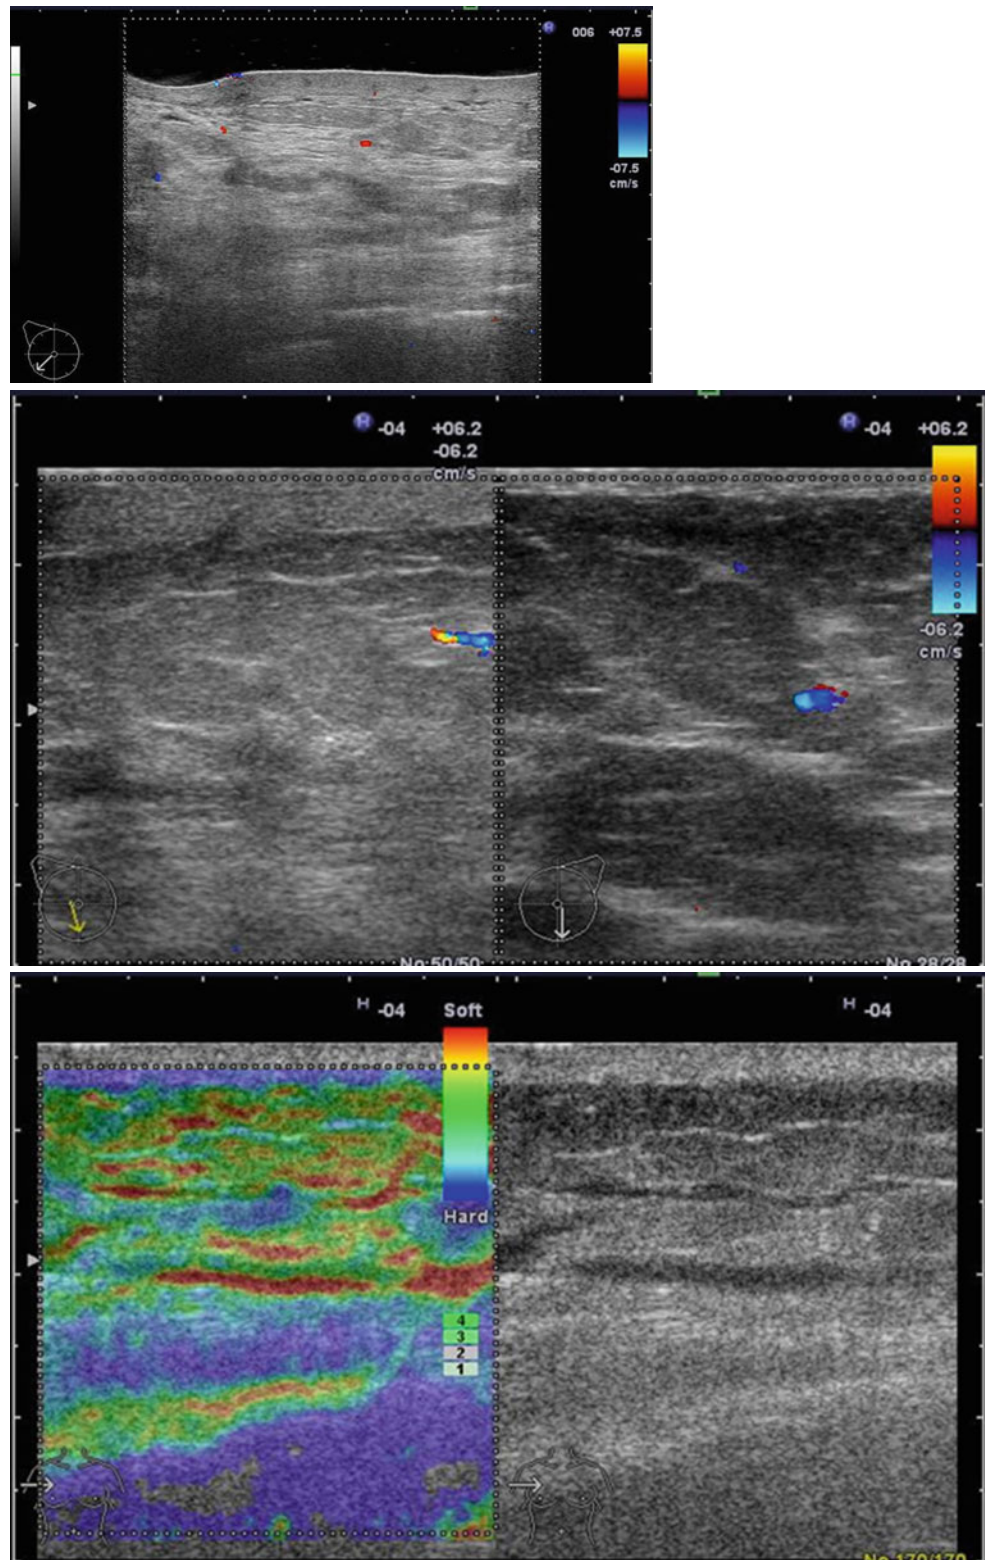 H 006 +07.5
-07.5
cm/s
H -04 +06.2
-06.2
cm/s
H -04 +06.2
-06.2
cm/s
No.50/50
No.28/28
H -04 Soft
H -04
Hard
4
3
2
1
No.170/170